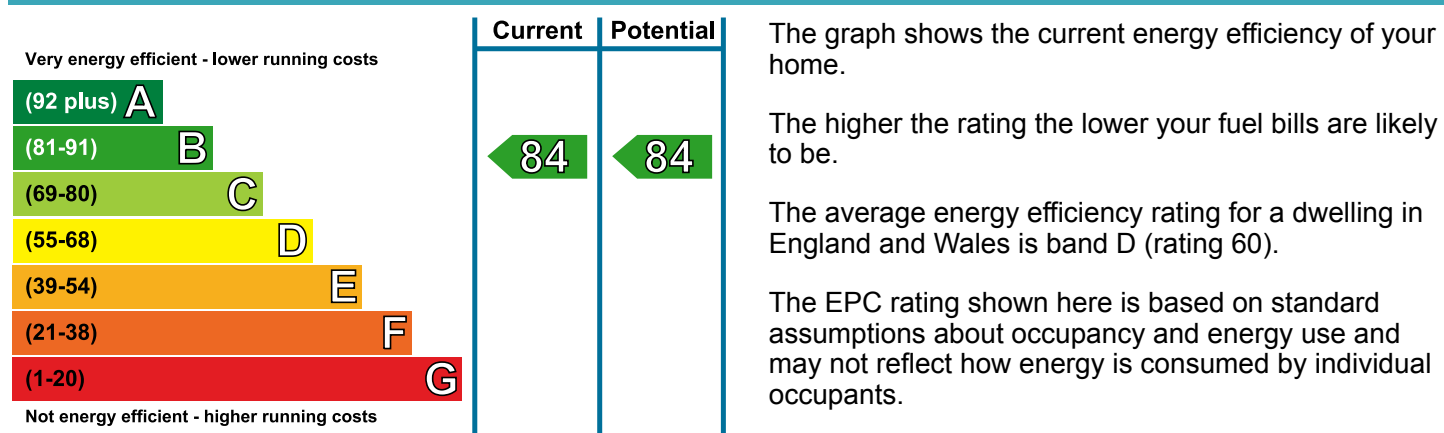 Current Potential
Very energy efficient - lower running costs
(92 plus) A
(81-91) B
84 84
(69-80) C
(55-68) D
(39-54) E
(21-38) F
(1-20) G
Not energy efficient - higher running costs
The graph shows the current energy efficiency of your
home.
The higher the rating the lower your fuel bills are likely
to be.
The average energy efficiency rating for a dwelling in
England and Wales is band D (rating 60).
The EPC rating shown here is based on standard
assumptions about occupancy and energy use and
may not reflect how energy is consumed by individual
occupants.